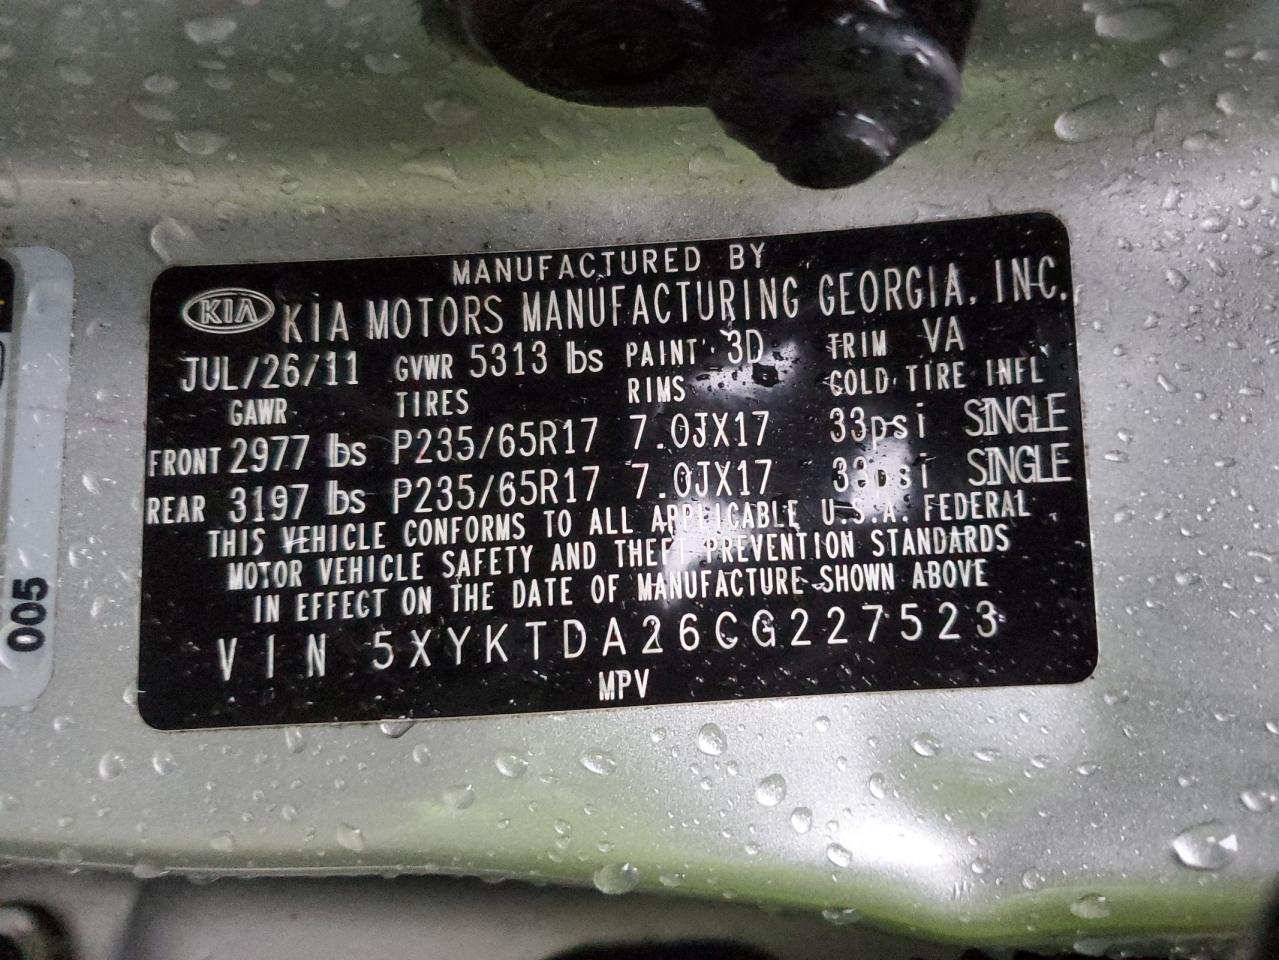 MANUFACTURED BY
KIA KIA MOTORS MANUFACTURING GEORGIA, INC.
JUL/26/11 GVWR 5313 lbs PAINT: 3D TRIM VA
GAWR TIRES RIMS COLD TIRE INFL
FRONT 2977 lbs P235/65R17 7.0JX17 33psi SINGLE
REAR 3197 lbs P235/65R17 7.0JX17 33psi SINGLE
THIS VEHICLE CONFORMS TO ALL APPLICABLE U.S.A. FEDERAL
MOTOR VEHICLE SAFETY AND THEFT PREVENTION STANDARDS
IN EFFECT ON THE DATE OF MANUFACTURE SHOWN ABOVE
VIN 5XYKTDA26CG227523
MPV
005